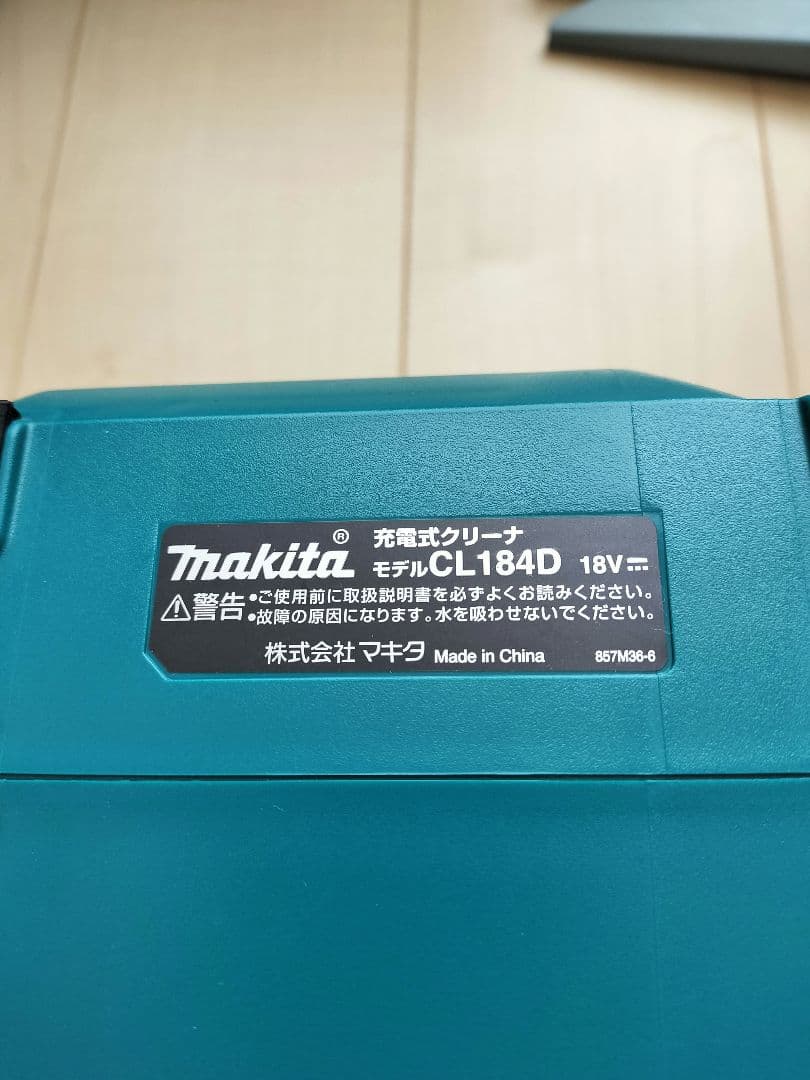 makita®
充電式クリーナ
モデルCL184D 18V⎓
⚠警告 •ご使用前に取扱説明書を必ずよくお読みください。
•故障の原因になります。水を吸わせないでください。
株式会社マキタ Made in China 857M36-6